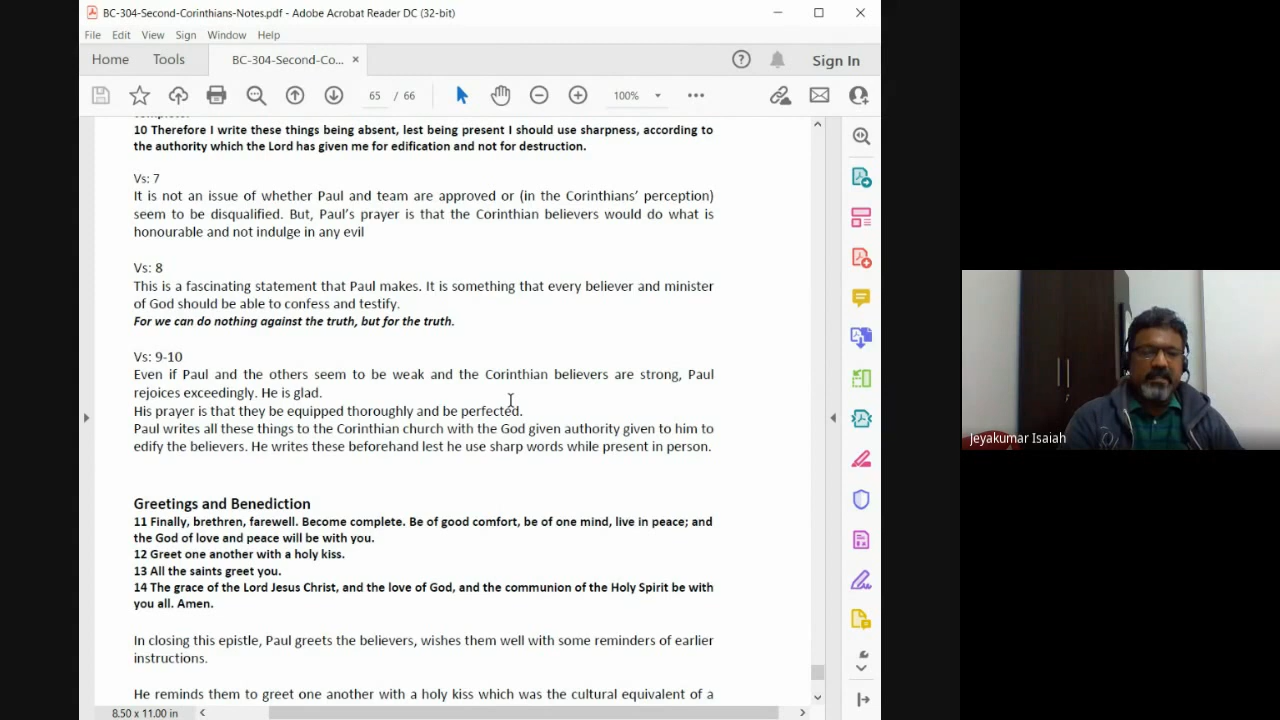 BC-304-Second-Corinthians-Notes.pdf - Adobe Acrobat Reader DC (32-bit)
File Edit View Sign Window Help
Home Tools BC-304-Second-Co... × Sign In
65 / 66 100%
10 Therefore I write these things being absent, lest being present I should use sharpness, according to
the authority which the Lord has given me for edification and not for destruction.
Vs: 7
It is not an issue of whether Paul and team are approved or (in the Corinthians’ perception)
seem to be disqualified. But, Paul’s prayer is that the Corinthian believers would do what is
honourable and not indulge in any evil
Vs: 8
This is a fascinating statement that Paul makes. It is something that every believer and minister
of God should be able to confess and testify.
For we can do nothing against the truth, but for the truth.
Vs: 9-10
Even if Paul and the others seem to be weak and the Corinthian believers are strong, Paul
rejoices exceedingly. He is glad.
His prayer is that they be equipped thoroughly and be perfected.
Paul writes all these things to the Corinthian church with the God given authority given to him to
edify the believers. He writes these beforehand lest he use sharp words while present in person.
Greetings and Benediction
11 Finally, brethren, farewell. Become complete. Be of good comfort, be of one mind, live in peace; and
the God of love and peace will be with you.
12 Greet one another with a holy kiss.
13 All the saints greet you.
14 The grace of the Lord Jesus Christ, and the love of God, and the communion of the Holy Spirit be with
you all. Amen.
In closing this epistle, Paul greets the believers, wishes them well with some reminders of earlier
instructions.
He reminds them to greet one another with a holy kiss which was the cultural equivalent of a
8.50 x 11.00 in
Jeyakumar Isaiah